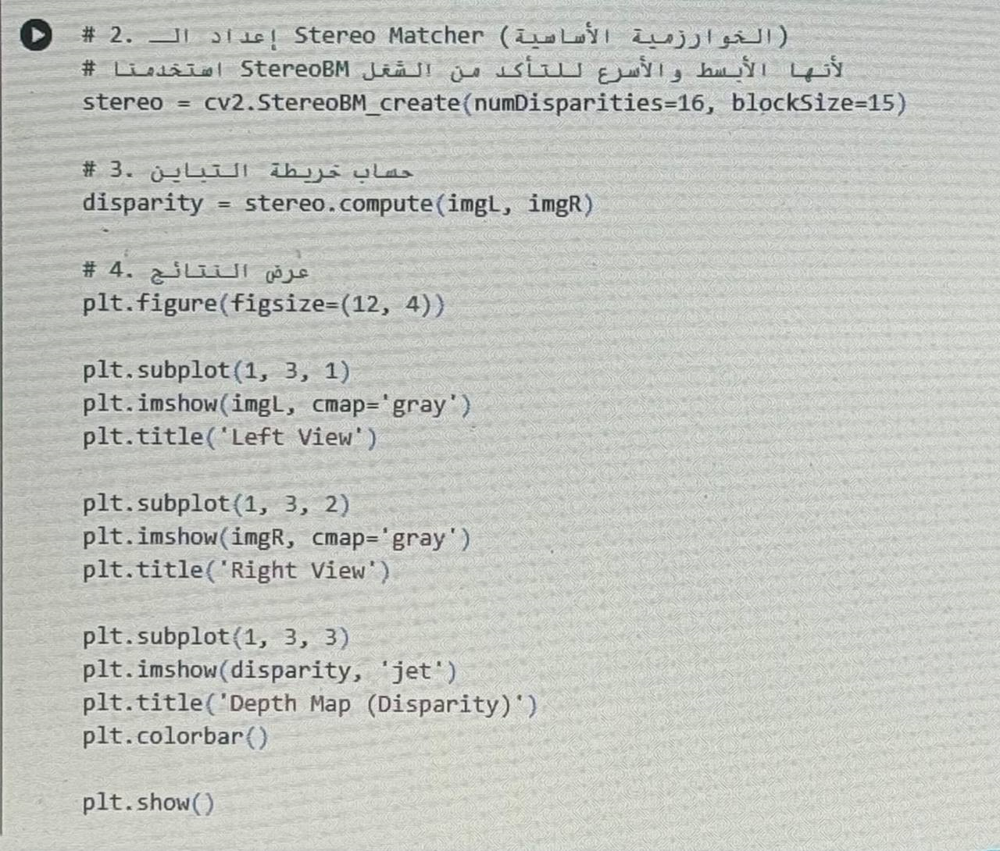 # 2. إعداد الـ Stereo Matcher (الخوارزمية الأساسية)
# استخدمنا StereoBM لأنها الأبسط والأسرع للتأكد من الشغل
stereo = cv2.StereoBM_create(numDisparities=16, blockSize=15)
# 3. حساب خريطة التباين
disparity = stereo.compute(imgL, imgR)
# 4. عرض النتائج
plt.figure(figsize=(12, 4))
plt.subplot(1, 3, 1)
plt.imshow(imgL, cmap='gray')
plt.title('Left View')
plt.subplot(1, 3, 2)
plt.imshow(imgR, cmap='gray')
plt.title('Right View')
plt.subplot(1, 3, 3)
plt.imshow(disparity, 'jet')
plt.title('Depth Map (Disparity)')
plt.colorbar()
plt.show()